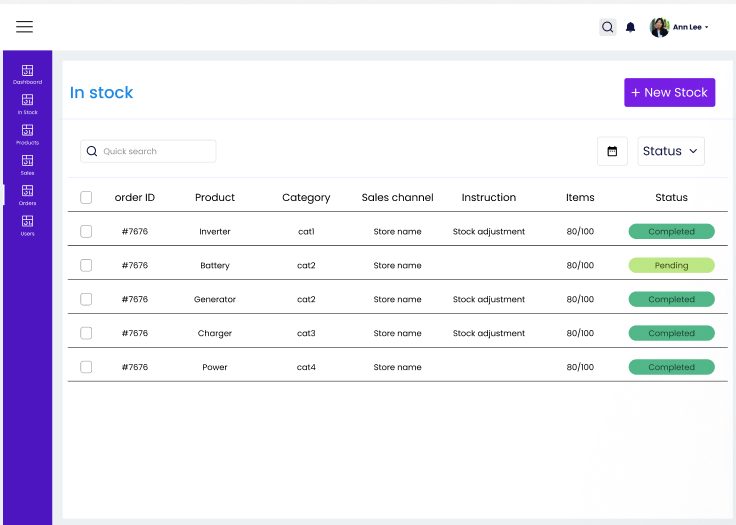 Ann Lee
Dashboard
In Stock
Products
Sales
Orders
Users
In stock
+ New Stock
Quick search
Status
order ID Product Category Sales channel Instruction Items Status
#7676 Inverter cat1 Store name Stock adjustment 80/100 Completed
#7676 Battery cat2 Store name 80/100 Pending
#7676 Generator cat2 Store name Stock adjustment 80/100 Completed
#7676 Charger cat3 Store name Stock adjustment 80/100 Completed
#7676 Power cat4 Store name 80/100 Completed